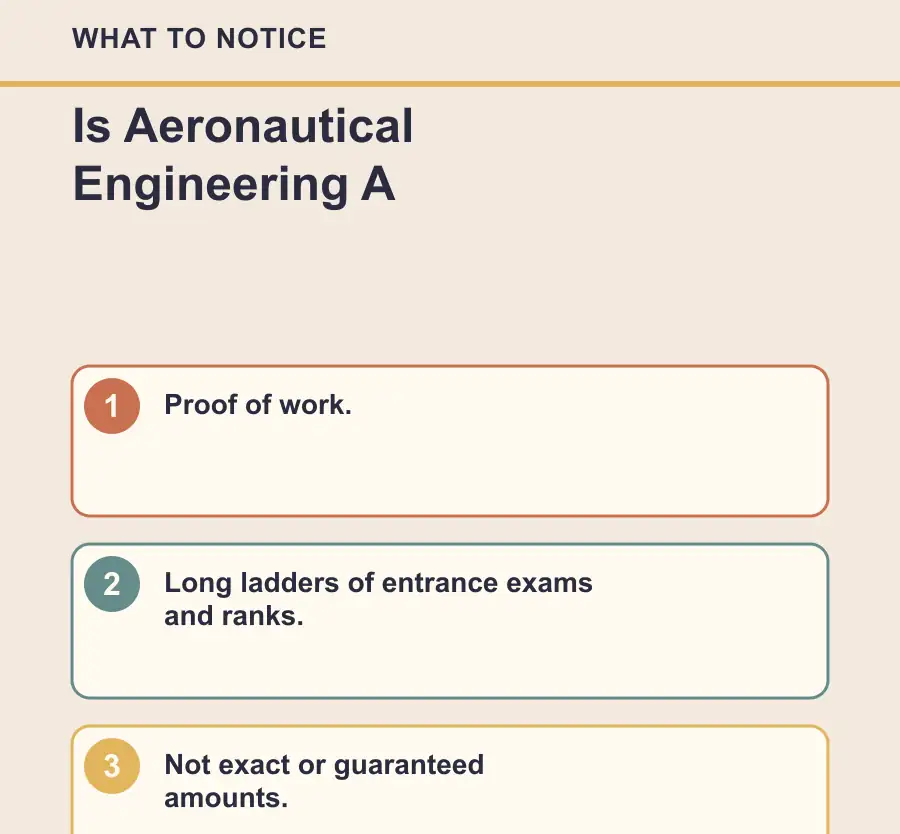 WHAT TO NOTICE
Is Aeronautical
Engineering A
1
Proof of work.
2
Long ladders of entrance exams
and ranks.
3
Not exact or guaranteed
amounts.